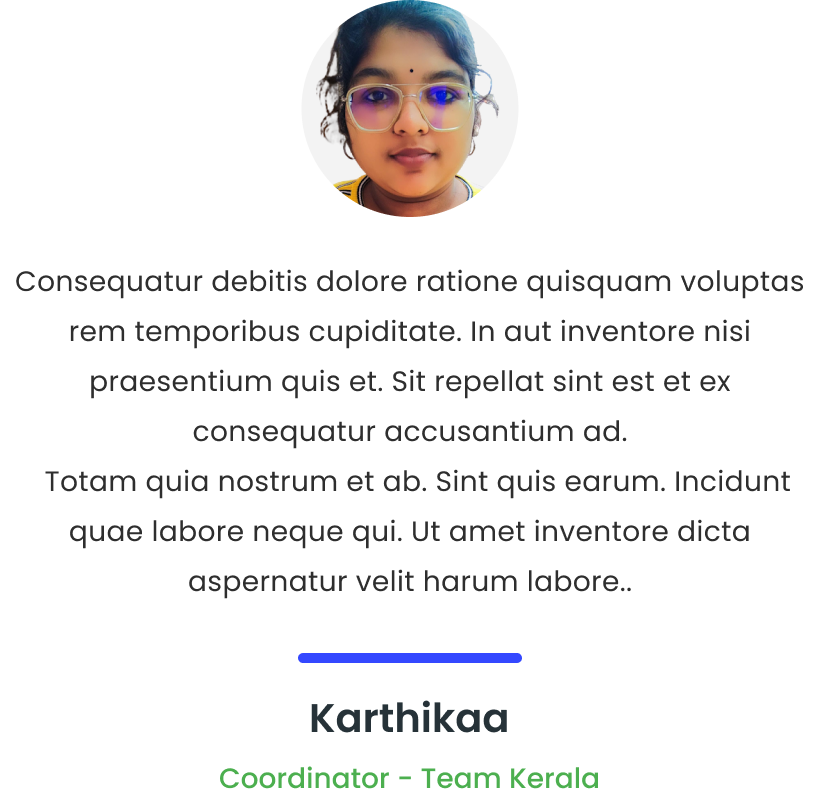 Consequatur debitis dolore ratione quisquam voluptas
rem temporibus cupiditate. In aut inventore nisi
praesentium quis et. Sit repellat sint est et ex
consequatur accusantium ad.
Totam quia nostrum et ab. Sint quis earum. Incidunt
quae labore neque qui. Ut amet inventore dicta
aspernatur velit harum labore..
Karthikaa
Coordinator - Team Kerala